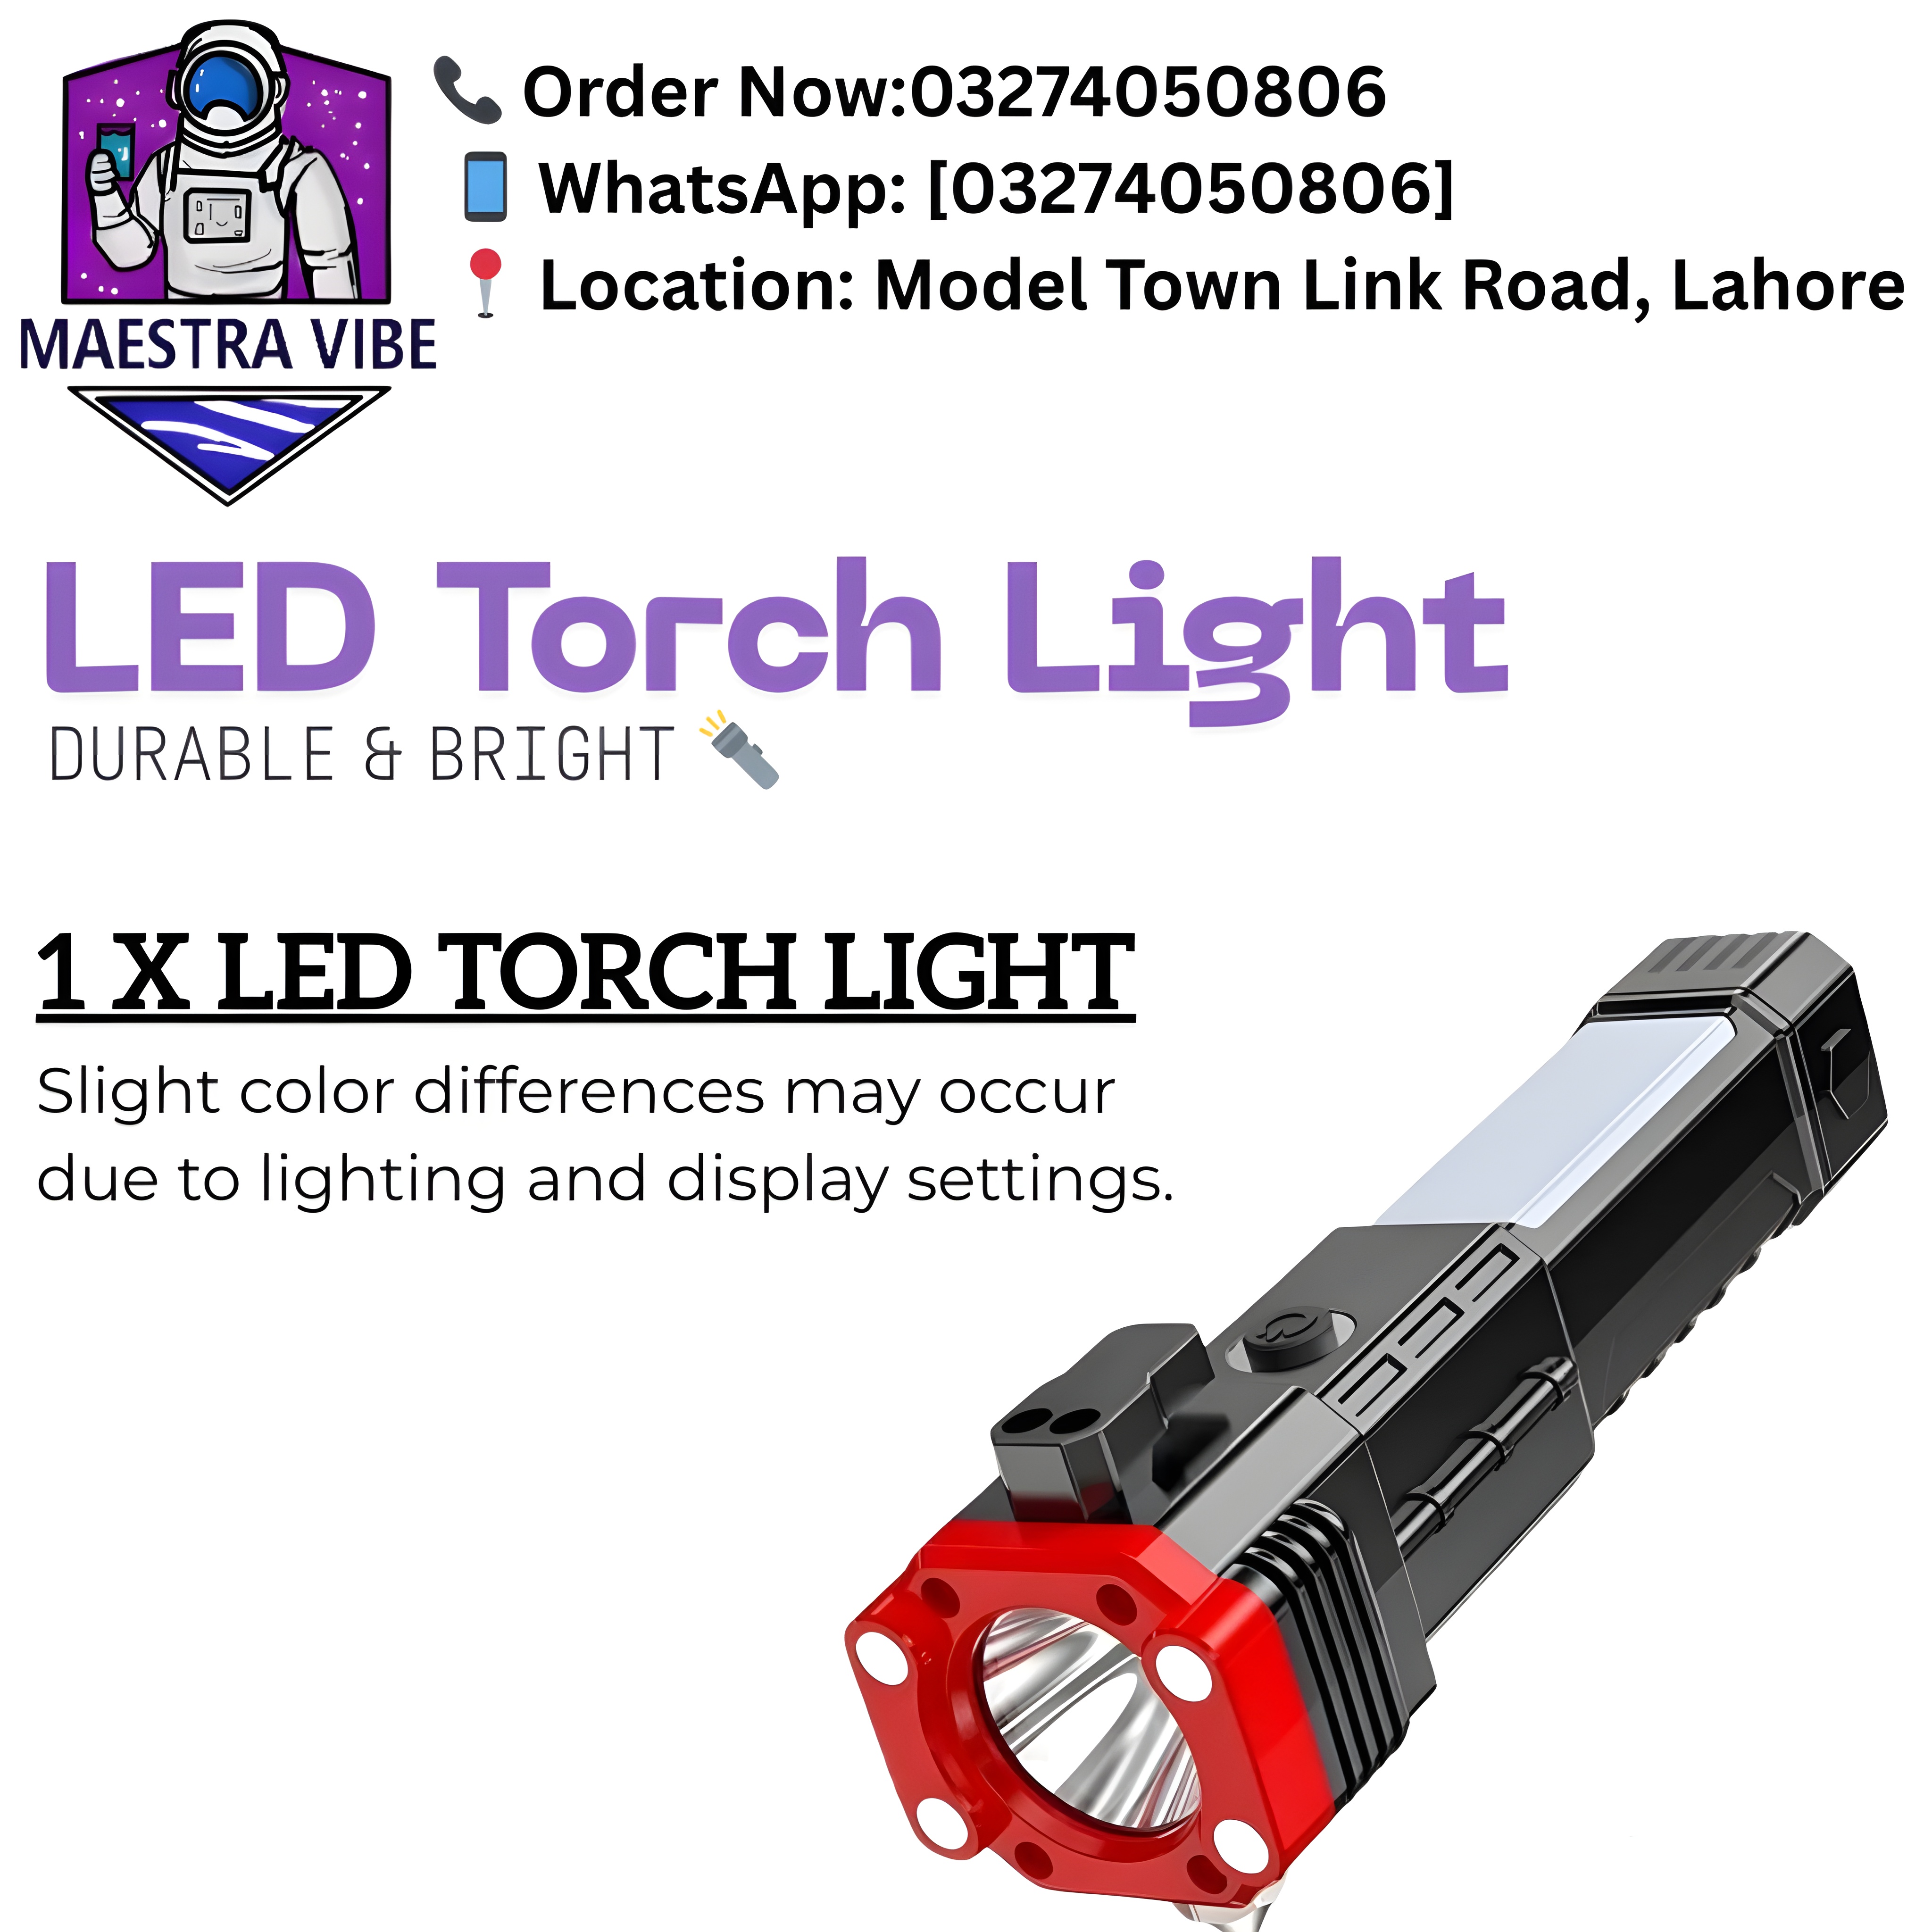 Order Now:03274050806
WhatsApp: [03274050806]
Location: Model Town Link Road, Lahore
MAESTRA VIBE
LED Torch Light
DURABLE & BRIGHT
1 X LED TORCH LIGHT
Slight color differences may occur
due to lighting and display settings.